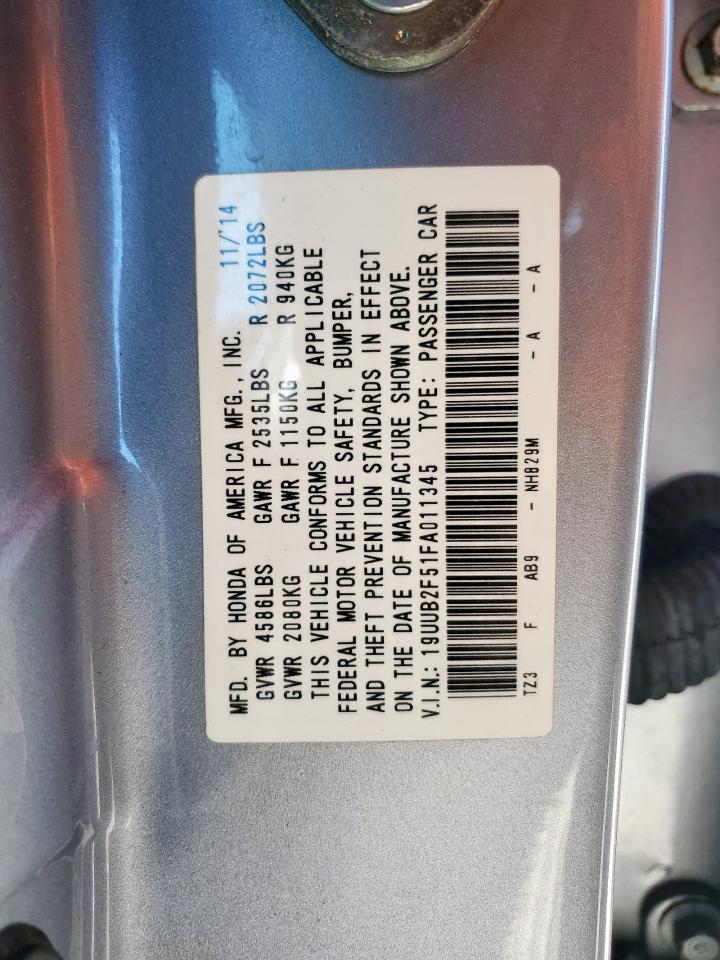 MFD. BY HONDA OF AMERICA MFG., INC. 11/'14
GVWR 4586LBS GAWR F 2535LBS R 2072LBS
GVWR 2080KG GAWR F 1150KG R 940KG
THIS VEHICLE CONFORMS TO ALL APPLICABLE
FEDERAL MOTOR VEHICLE SAFETY, BUMPER,
AND THEFT PREVENTION STANDARDS IN EFFECT
ON THE DATE OF MANUFACTURE SHOWN ABOVE.
V.I.N.: 19UUB2F51FA011345 TYPE: PASSENGER CAR
TZ3 F AB9 - NH829M - A - A